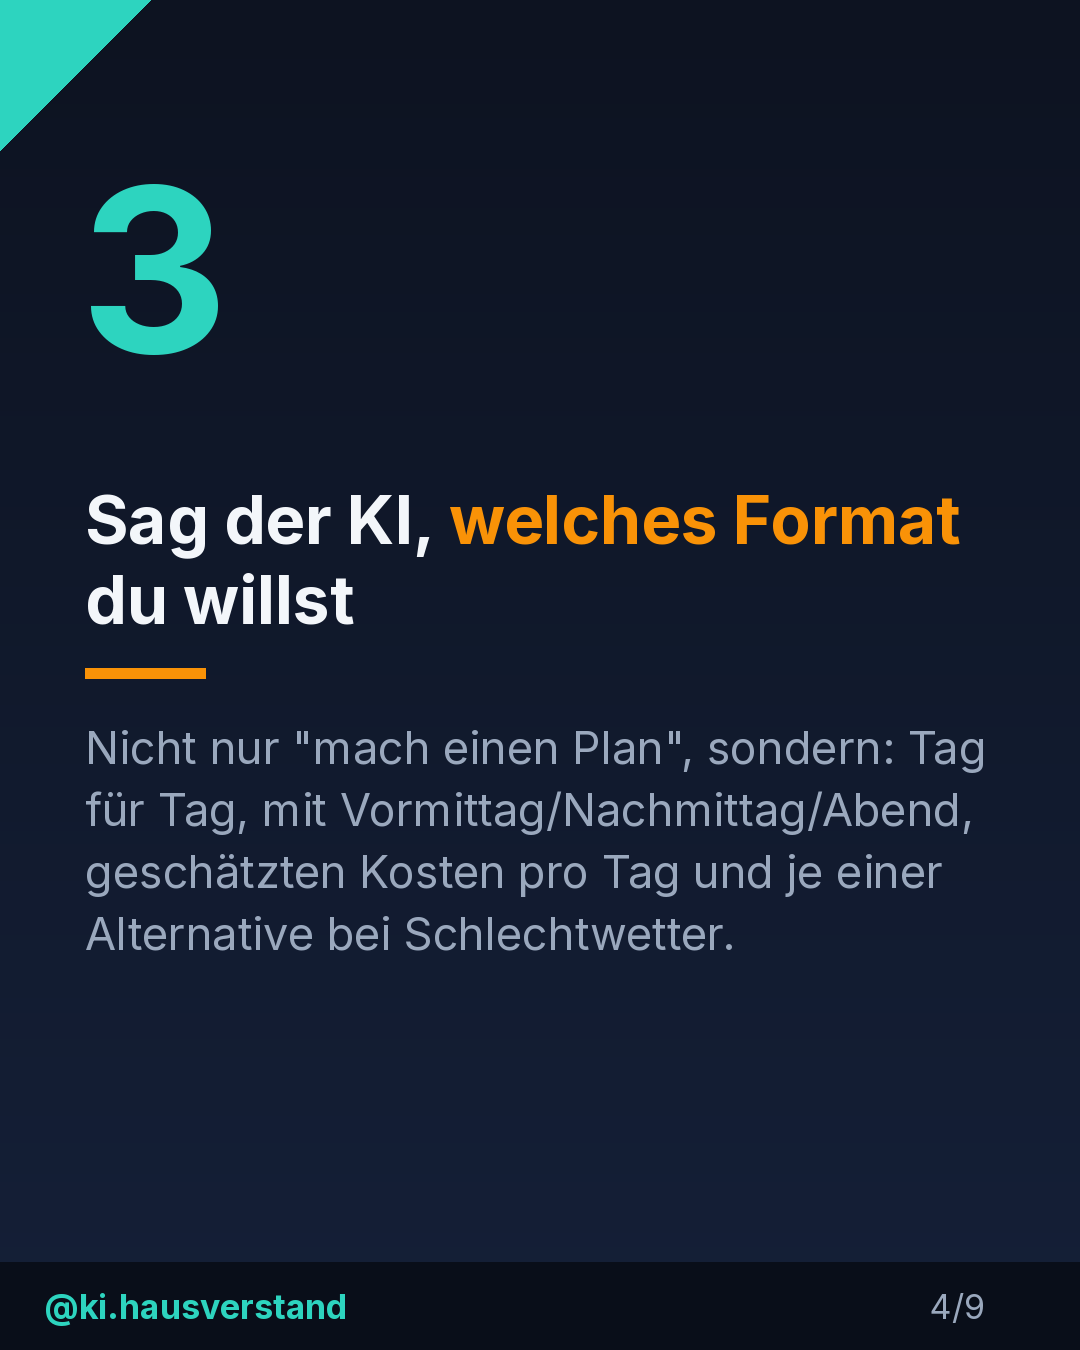 3
Sag der KI, welches Format
du willst
Nicht nur "mach einen Plan", sondern: Tag
für Tag, mit Vormittag/Nachmittag/Abend,
geschätzten Kosten pro Tag und je einer
Alternative bei Schlechtwetter.
@ki.hausverstand
4/9